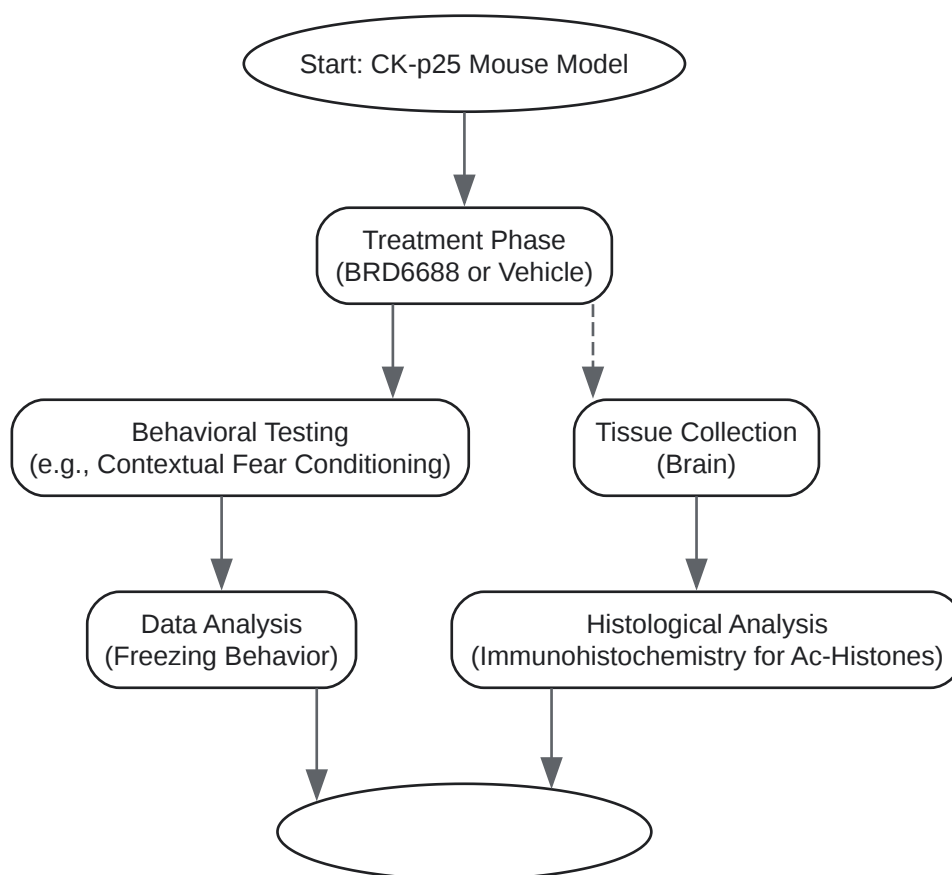 Start: CK-p25 Mouse Model
Treatment Phase
(BRD6688 or Vehicle)
Behavioral Testing
(e.g., Contextual Fear Conditioning)
Tissue Collection
(Brain)
Data Analysis
(Freezing Behavior)
Histological Analysis
(Immunohistochemistry for Ac-Histones)